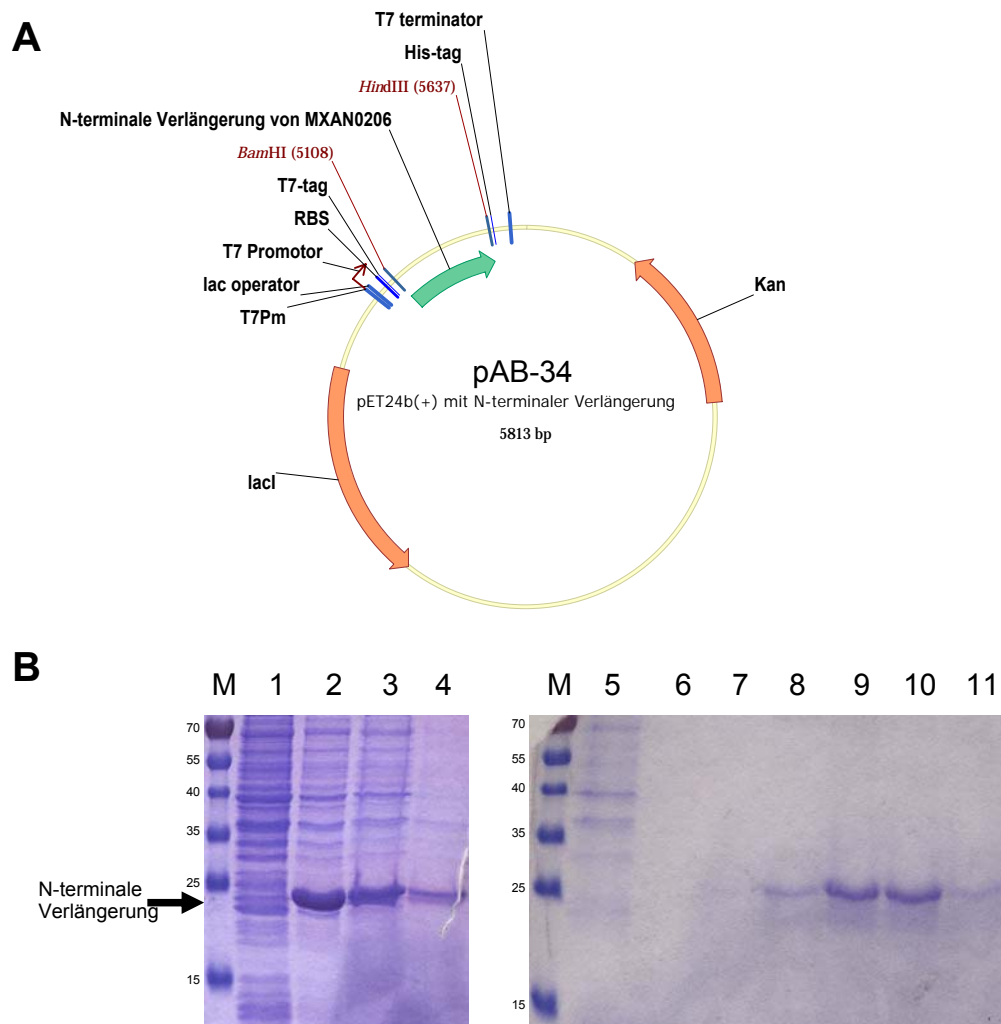 A
T7 terminator
His-tag
HindIII (5637)
N-terminale Verlängerung von MXAN0206
BamHI (5108)
T7-tag
RBS
T7 Promotor
lac operator
T7Pm
Kan
pAB-34
pET24b(+) mit N-terminaler Verlängerung
5813 bp
lacI
B
M 1 2 3 4
70
55
40
35
25
15
N-terminale
Verlängerung
M 5 6 7 8 9 10 11
70
55
40
35
25
15